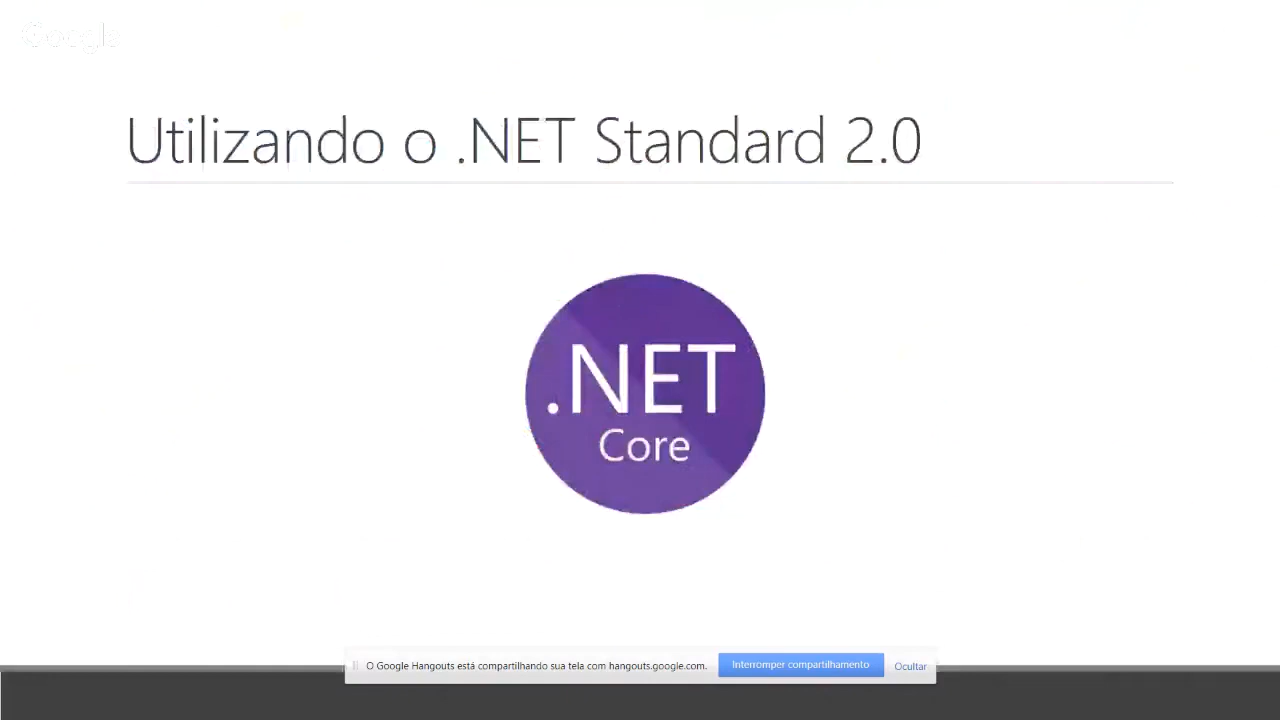 Utilizando o .NET Standard 2.0
.NET
Core
O Google Hangouts está compartilhando sua tela com hangouts.google.com.
Interromper compartilhamento
Ocultar